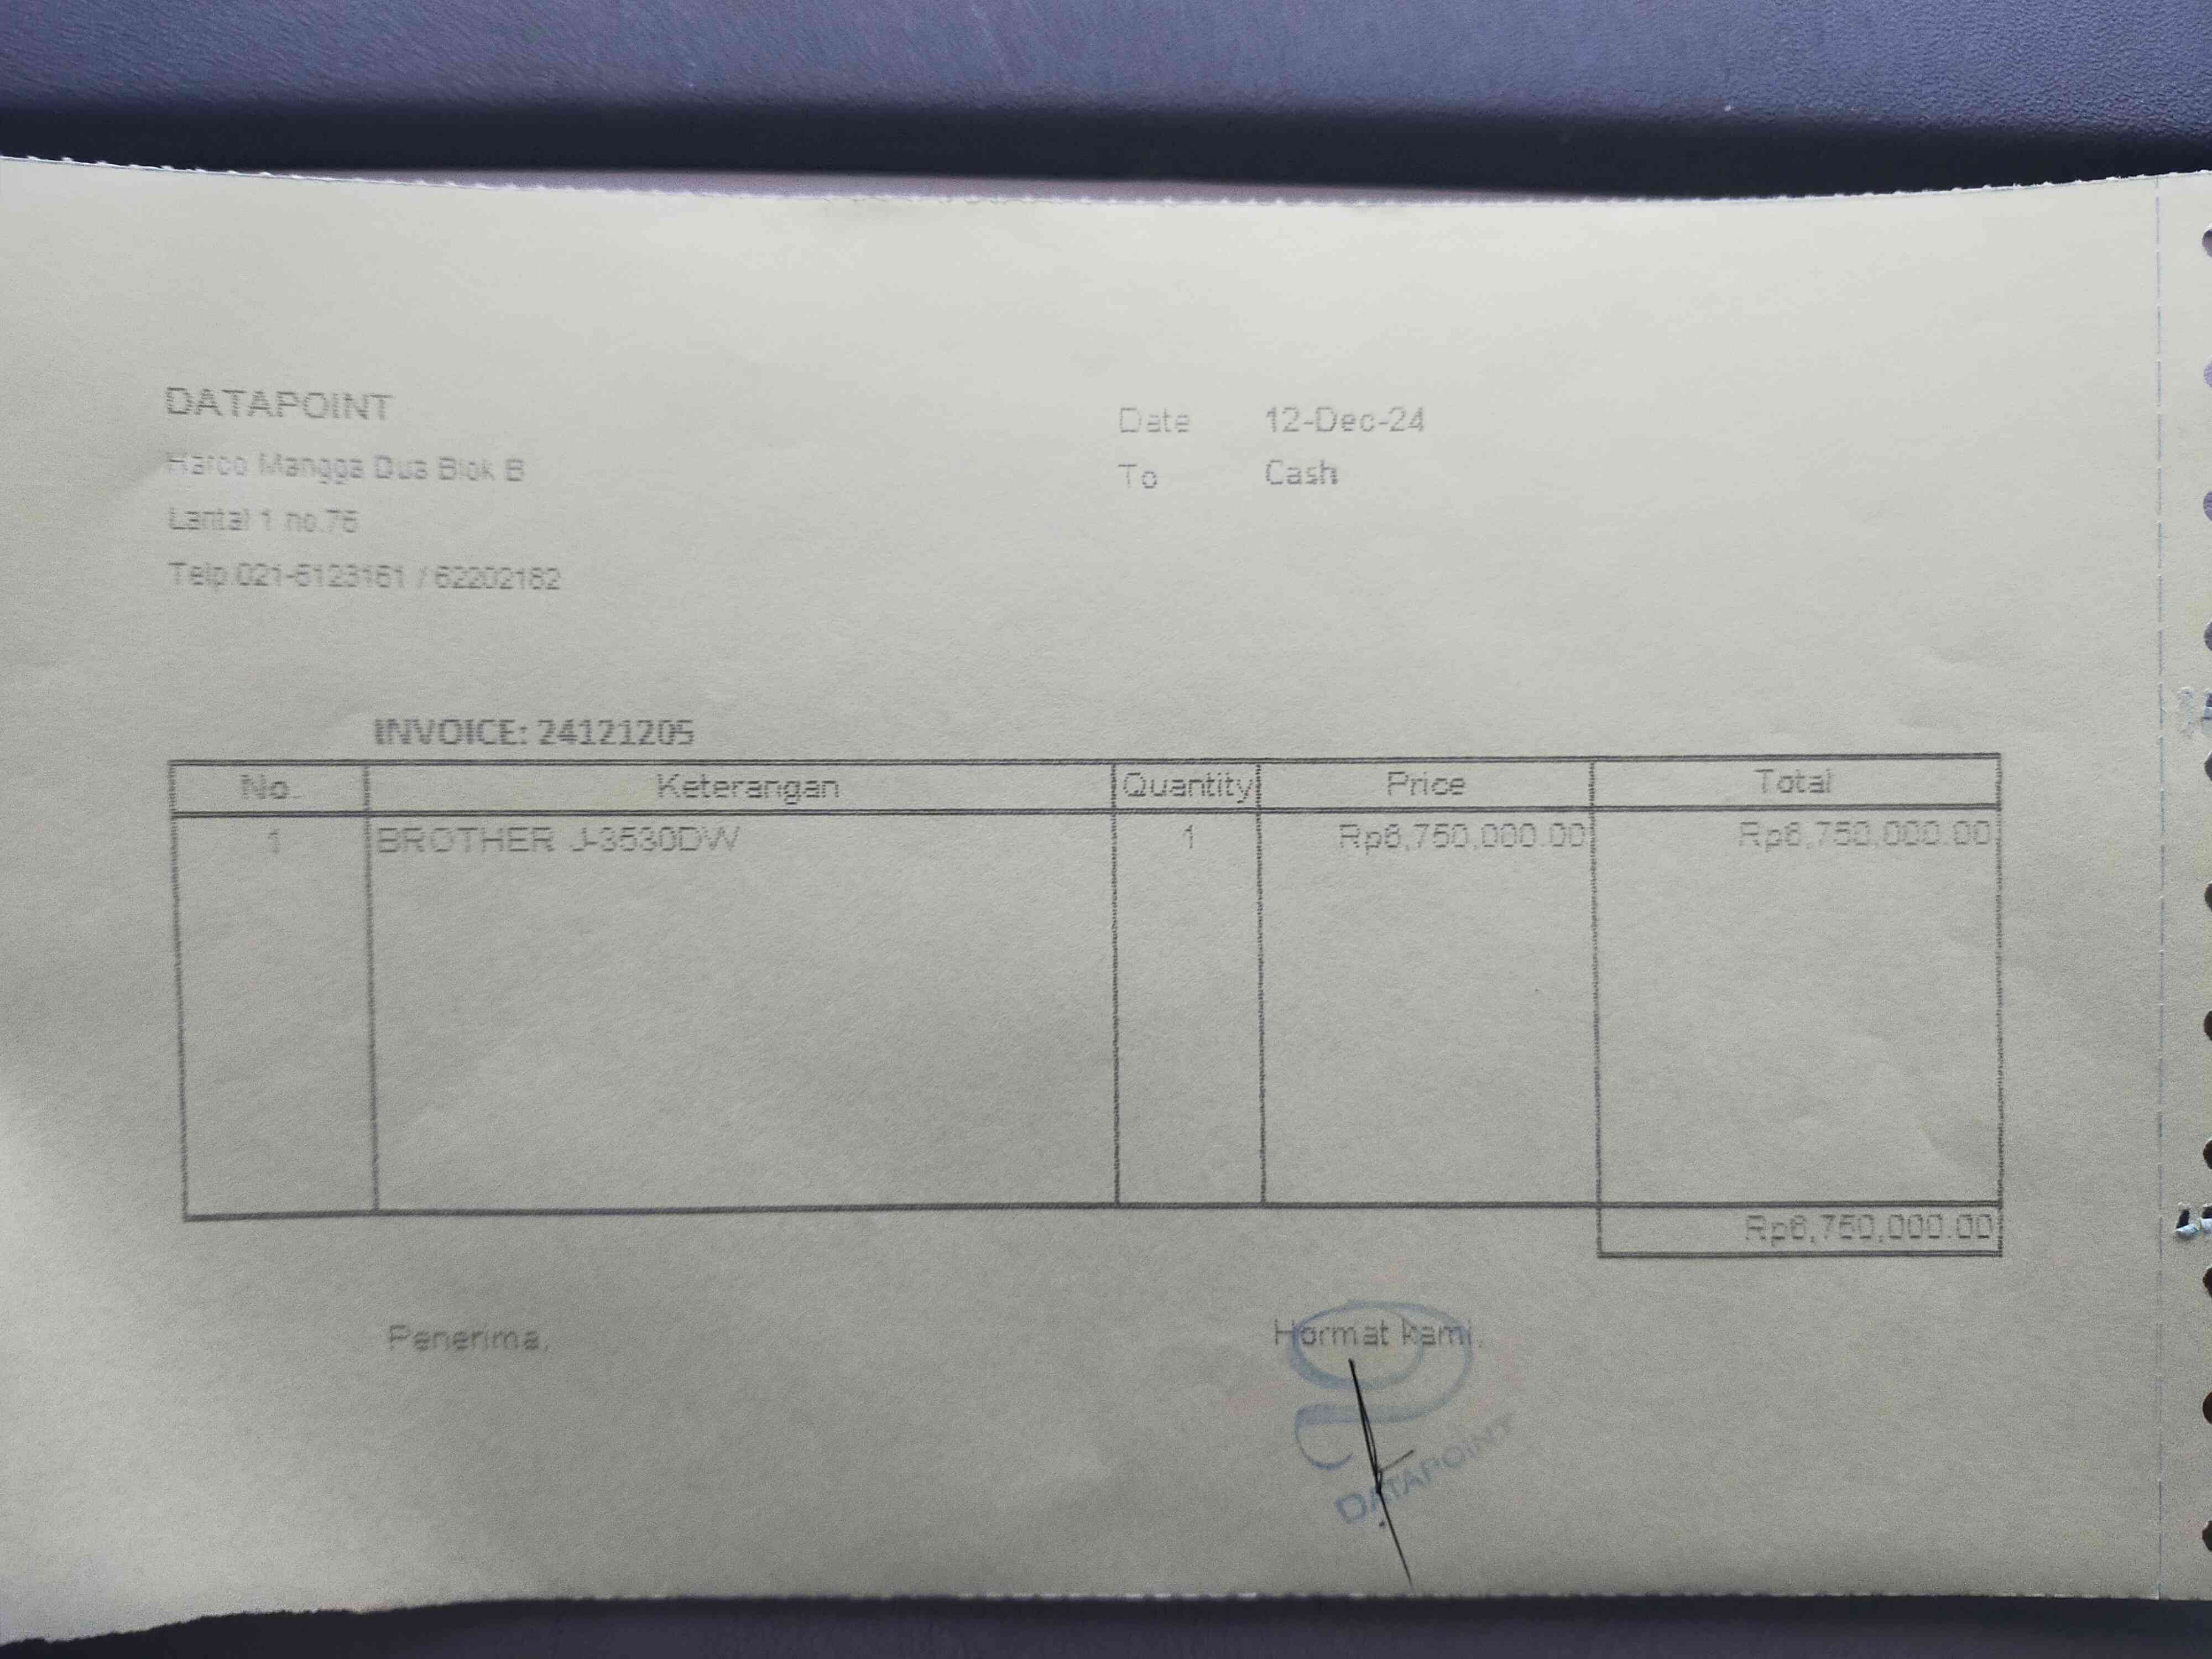 DATAPOINT
Harco Mangga Dua Blok B
Lantai 1 no.76
Telp.021-6123161 / 62202162
Date 12-Dec-24
To Cash
INVOICE: 24121205
No. Keterangan Quantity Price Total
1 BROTHER J-3530DW 1 Rp6,750,000.00 Rp6,750,000.00
Rp6,750,000.00
Penerima, Hormat kami,
DATAPOINT